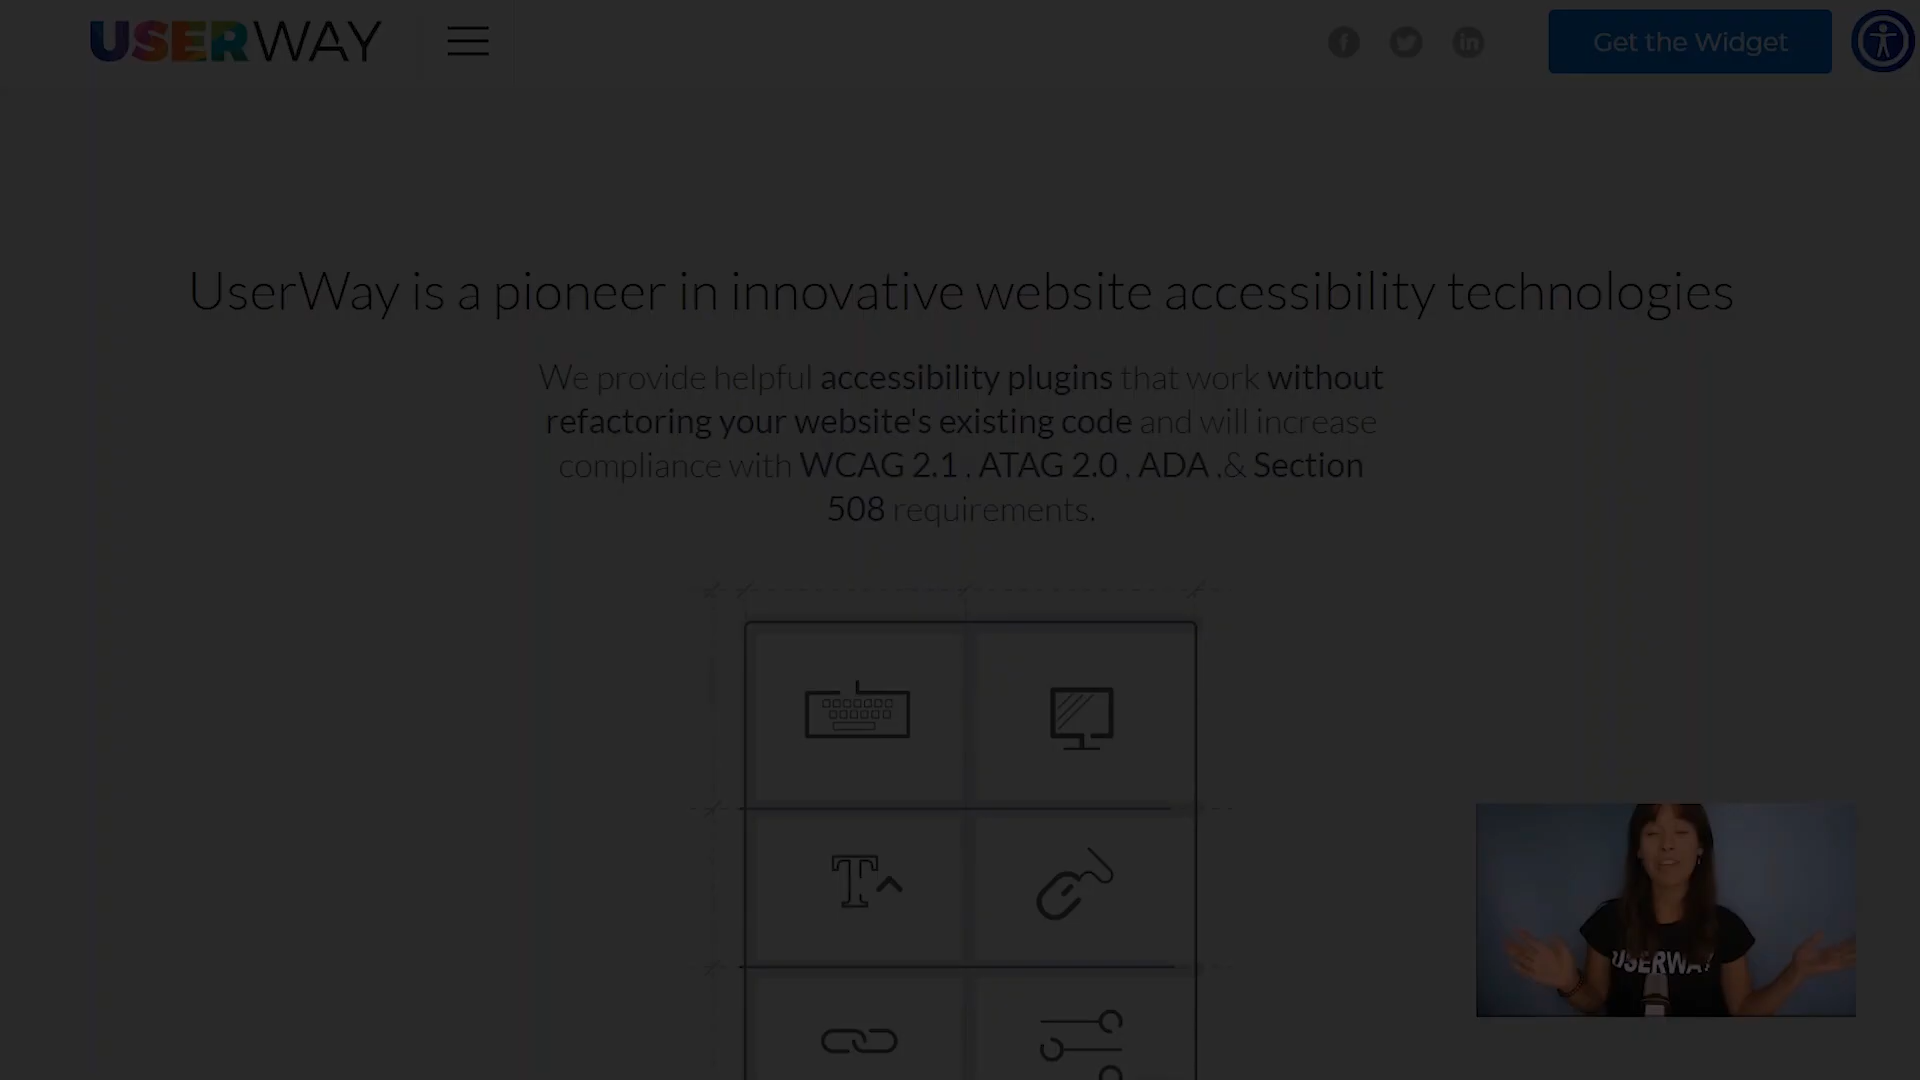 USERWAY
Get the Widget
UserWay is a pioneer in innovative website accessibility technologies
We provide helpful accessibility plugins that work without
refactoring your website's existing code and will increase
compliance with WCAG 2.1 , ATAG 2.0 , ADA ,& Section
508 requirements.
USERWAY